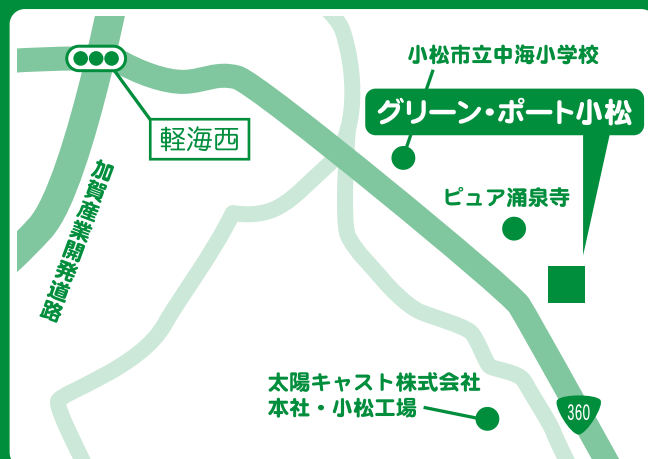 小松市立中海小学校
グリーン・ポート小松
軽海西
加賀産業開発道路
ピュア涌泉寺
太陽キャスト株式会社
本社・小松工場
360